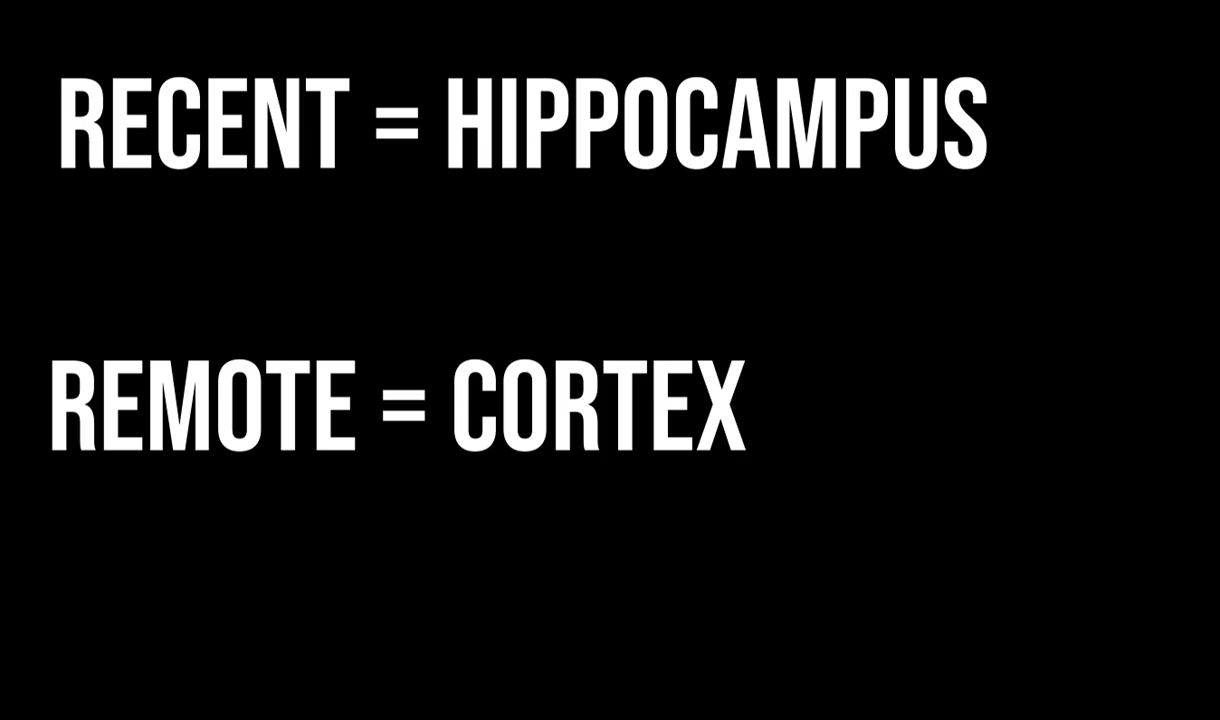 RECENT = HIPPOCAMPUS
REMOTE = CORTEX